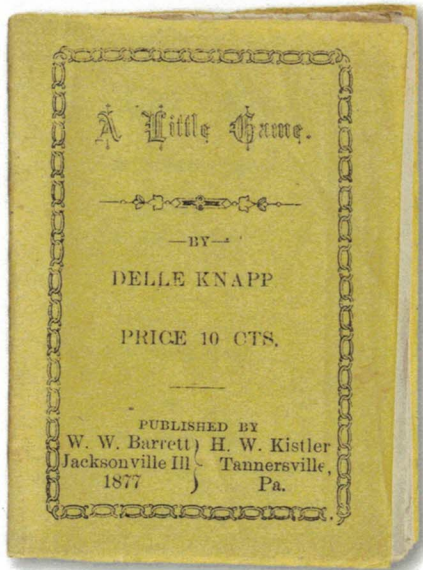 A Little Game.
—BY—
DELLE KNAPP
PRICE 10 CTS.
PUBLISHED BY
W. W. Barrett } H. W. Kistler
Jacksonville Ill } Tannersville,
1877 } Pa.